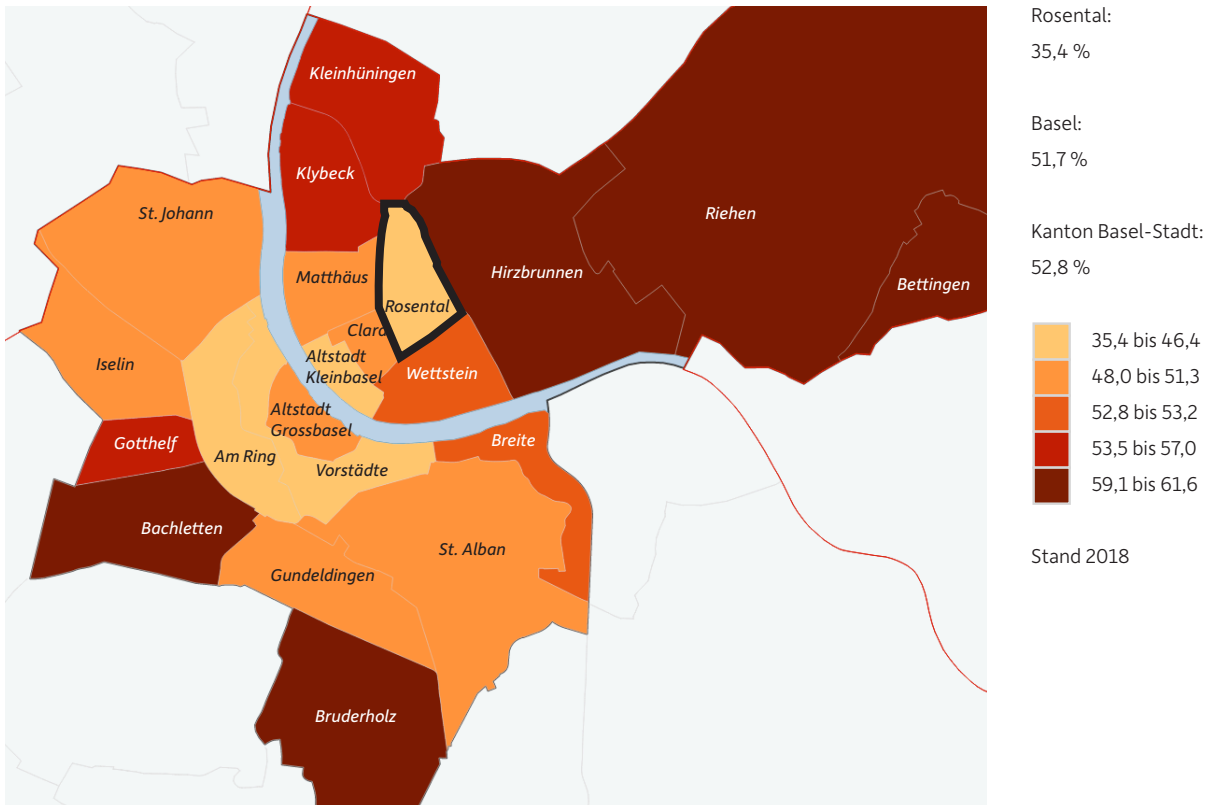 Kleinhüningen
Klybeck
St. Johann
Riehen
Hirzbrunnen
Bettingen
Matthäus
Rosental
Clara
Altstadt
Kleinbasel
Wettstein
Iselin
Altstadt
Grossbasel
Gotthelf
Am Ring
Vorstädte
Breite
Bachletten
St. Alban
Gundeldingen
Bruderholz
Rosental:
35,4 %
Basel:
51,7 %
Kanton Basel-Stadt:
52,8 %
35,4 bis 46,4
48,0 bis 51,3
52,8 bis 53,2
53,5 bis 57,0
59,1 bis 61,6
Stand 2018